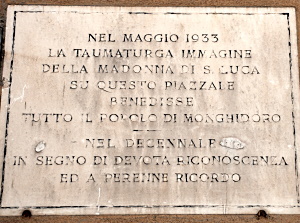 NEL MAGGIO 1933
LA TAUMATURGA IMMAGINE
DELLA MADONNA DI S. LUCA
SU QUESTO PIAZZALE
BENEDISSE
TUTTO IL POPOLO DI MONGHIDORO
NEL DECENNALE
IN SEGNO DI DEVOTA RICONOSCENZA
ED A PERENNE RICORDO